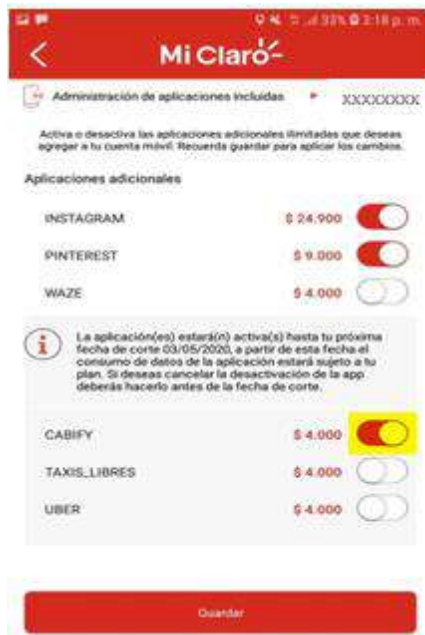 33% 2:18 p. m.
Mi Claro
Administración de aplicaciones incluidas XXXXXXXX
Activa o desactiva las aplicaciones adicionales ilimitadas que deseas
agregar a tu cuenta móvil. Recuerda guardar para aplicar los cambios.
Aplicaciones adicionales
INSTAGRAM $ 24.900
PINTEREST $ 9.000
WAZE $ 4.000
La aplicación(es) estará(n) activa(s) hasta tu próxima
fecha de corte 03/05/2020, a partir de esta fecha el
consumo de datos de la aplicación estará sujeto a tu
plan. Si deseas cancelar la desactivación de la app
deberás hacerlo antes de la fecha de corte.
CABIFY $ 4.000
TAXIS_LIBRES $ 4.000
UBER $ 4.000
Guardar